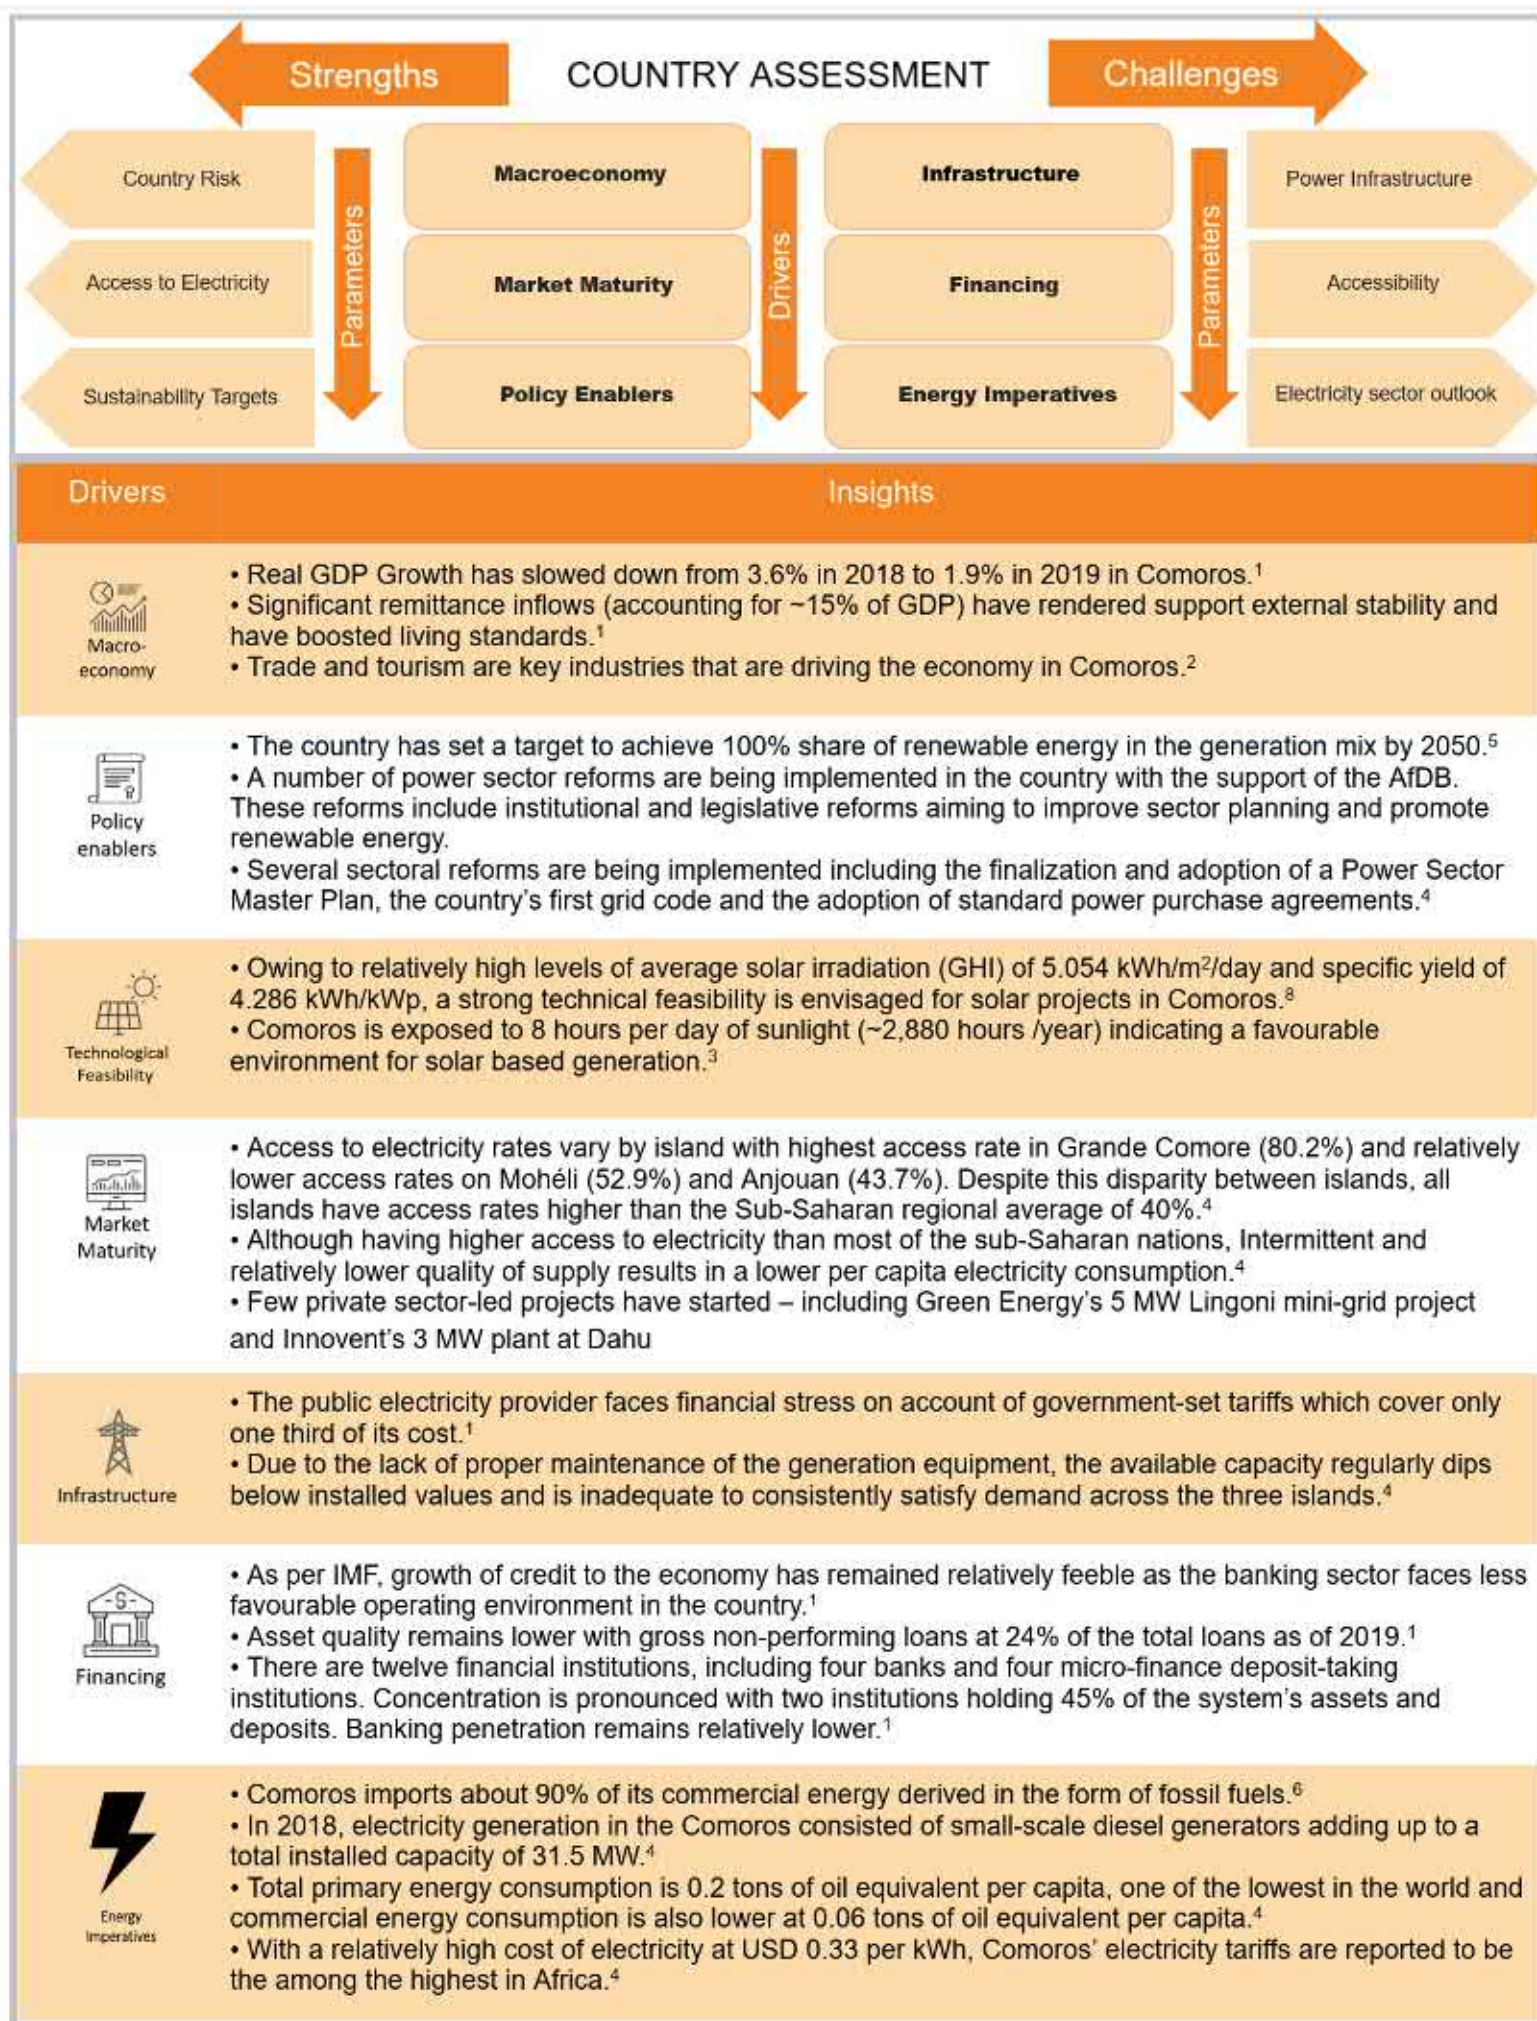 Strengths
COUNTRY ASSESSMENT
Challenges
Country Risk
Macroeconomy
Infrastructure
Power Infrastructure
Parameters
Drivers
Parameters
Access to Electricity
Market Maturity
Financing
Accessibility
Sustainability Targets
Policy Enablers
Energy Imperatives
Electricity sector outlook
Drivers
Insights
Macro-
economy
• Real GDP Growth has slowed down from 3.6% in 2018 to 1.9% in 2019 in Comoros.¹
• Significant remittance inflows (accounting for ~15% of GDP) have rendered support external stability and
have boosted living standards.¹
• Trade and tourism are key industries that are driving the economy in Comoros.²
Policy
enablers
• The country has set a target to achieve 100% share of renewable energy in the generation mix by 2050.⁵
• A number of power sector reforms are being implemented in the country with the support of the AfDB.
These reforms include institutional and legislative reforms aiming to improve sector planning and promote
renewable energy.
• Several sectoral reforms are being implemented including the finalization and adoption of a Power Sector
Master Plan, the country's first grid code and the adoption of standard power purchase agreements.⁴
Technological
Feasibility
• Owing to relatively high levels of average solar irradiation (GHI) of 5.054 kWh/m²/day and specific yield of
4.286 kWh/kWp, a strong technical feasibility is envisaged for solar projects in Comoros.⁸
• Comoros is exposed to 8 hours per day of sunlight (~2,880 hours /year) indicating a favourable
environment for solar based generation.³
Market
Maturity
• Access to electricity rates vary by island with highest access rate in Grande Comore (80.2%) and relatively
lower access rates on Mohéli (52.9%) and Anjouan (43.7%). Despite this disparity between islands, all
islands have access rates higher than the Sub-Saharan regional average of 40%.⁴
• Although having higher access to electricity than most of the sub-Saharan nations, Intermittent and
relatively lower quality of supply results in a lower per capita electricity consumption.⁴
• Few private sector-led projects have started – including Green Energy's 5 MW Lingoni mini-grid project
and Innovent's 3 MW plant at Dahu
Infrastructure
• The public electricity provider faces financial stress on account of government-set tariffs which cover only
one third of its cost.¹
• Due to the lack of proper maintenance of the generation equipment, the available capacity regularly dips
below installed values and is inadequate to consistently satisfy demand across the three islands.⁴
Financing
• As per IMF, growth of credit to the economy has remained relatively feeble as the banking sector faces less
favourable operating environment in the country.¹
• Asset quality remains lower with gross non-performing loans at 24% of the total loans as of 2019.¹
• There are twelve financial institutions, including four banks and four micro-finance deposit-taking
institutions. Concentration is pronounced with two institutions holding 45% of the system's assets and
deposits. Banking penetration remains relatively lower.¹
Energy
Imperatives
• Comoros imports about 90% of its commercial energy derived in the form of fossil fuels.⁶
• In 2018, electricity generation in the Comoros consisted of small-scale diesel generators adding up to a
total installed capacity of 31.5 MW.⁴
• Total primary energy consumption is 0.2 tons of oil equivalent per capita, one of the lowest in the world and
commercial energy consumption is also lower at 0.06 tons of oil equivalent per capita.⁴
• With a relatively high cost of electricity at USD 0.33 per kWh, Comoros' electricity tariffs are reported to be
the among the highest in Africa.⁴